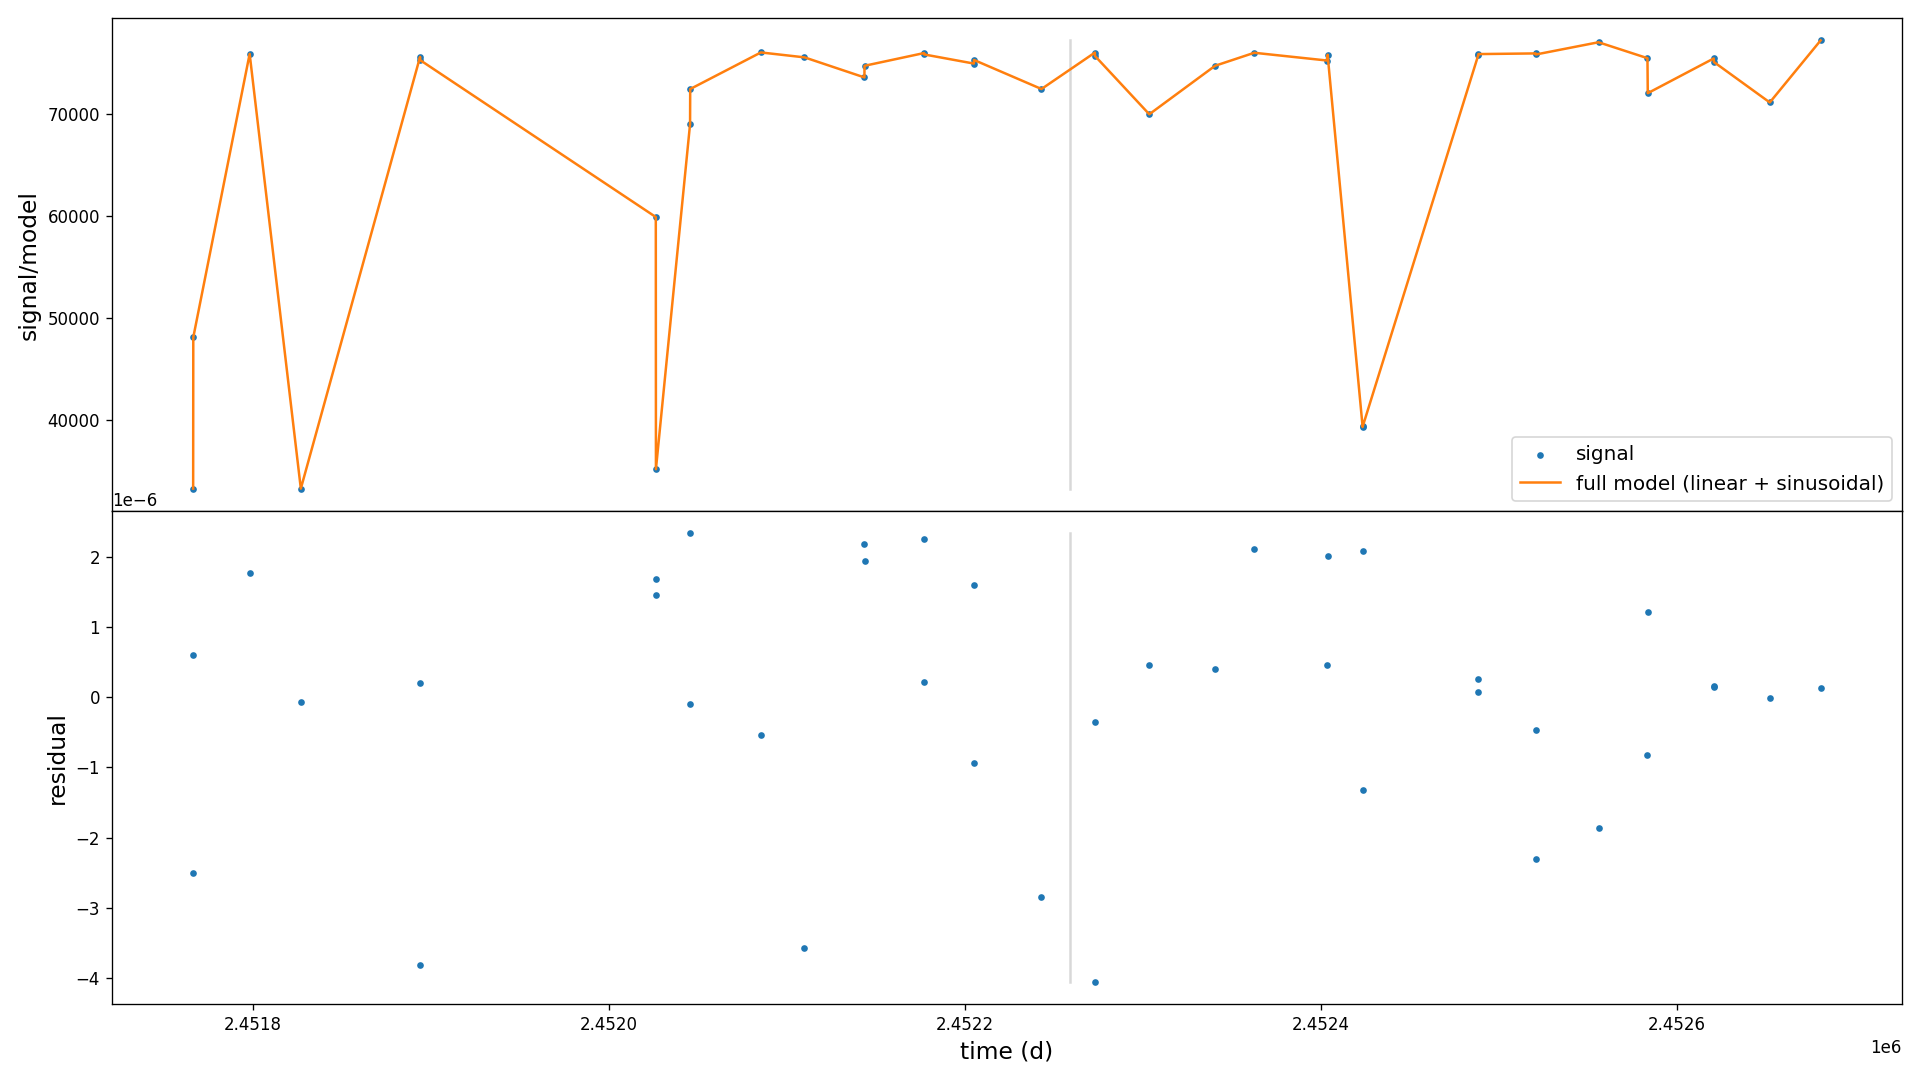 signal/model
70000
60000
50000
40000
signal
full model (linear + sinusoidal)
1e−6
residual
2
1
0
−1
−2
−3
−4
2.4518
2.4520
2.4522
2.4524
2.4526
time (d)
1e6